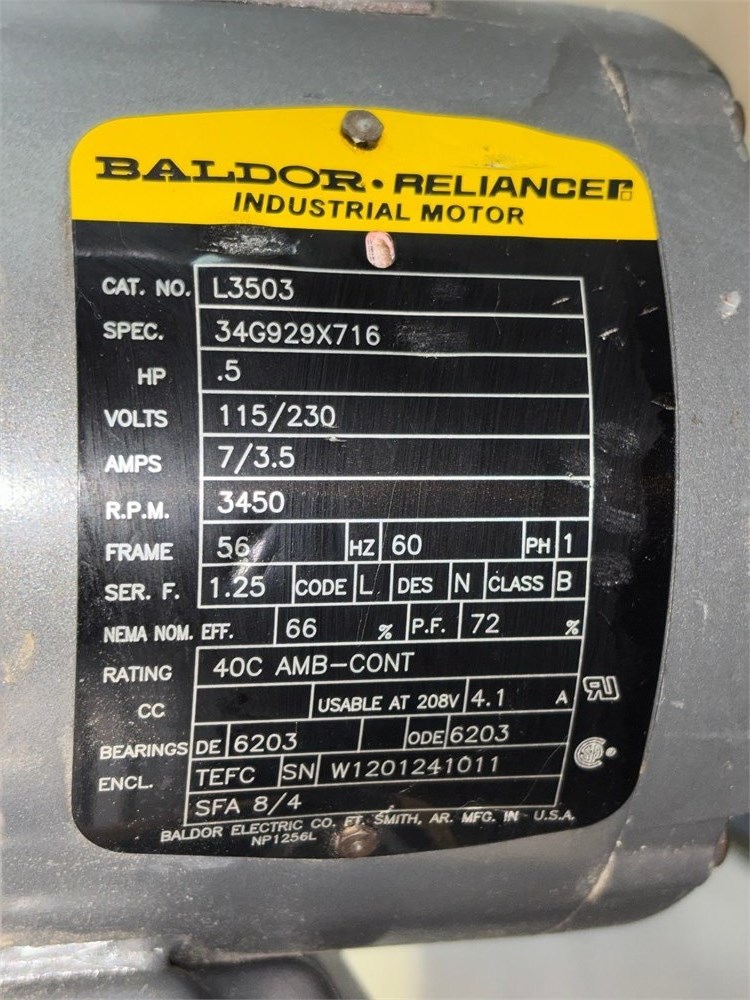 BALDOR • RELIANCER
INDUSTRIAL MOTOR
CAT. NO. L3503
SPEC. 34G929X716
HP .5
VOLTS 115/230
AMPS 7/3.5
R.P.M. 3450
FRAME 56 HZ 60 PH 1
SER. F. 1.25 CODE L DES N CLASS B
NEMA NOM. EFF. 66 % P.F. 72 %
RATING 40C AMB-CONT
CC USABLE AT 208V 4.1 A
BEARINGS DE 6203 ODE 6203
ENCL. TEFC SN W1201241011
SFA 8/4
BALDOR ELECTRIC CO. FT. SMITH, AR. MFG. IN U.S.A.
NP1256L